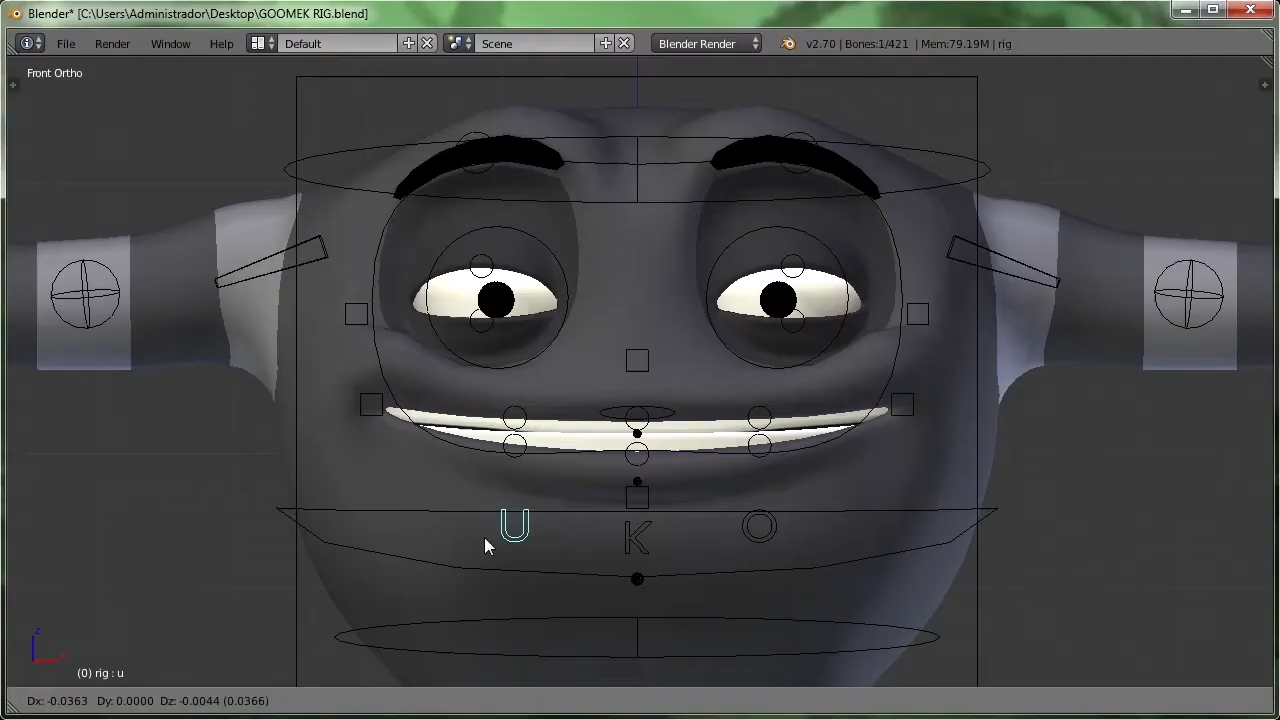 Blender* [C:\Users\Administrador\Desktop\GOOMEK RIG.blend]
File Render Window Help Default Scene Blender Render v2.70 | Bones:1/421 | Mem:79.19M | rig
Front Ortho
U K O
z
x
(0) rig : u
Dx: -0.0363 Dy: 0.0000 Dz: -0.0044 (0.0366)